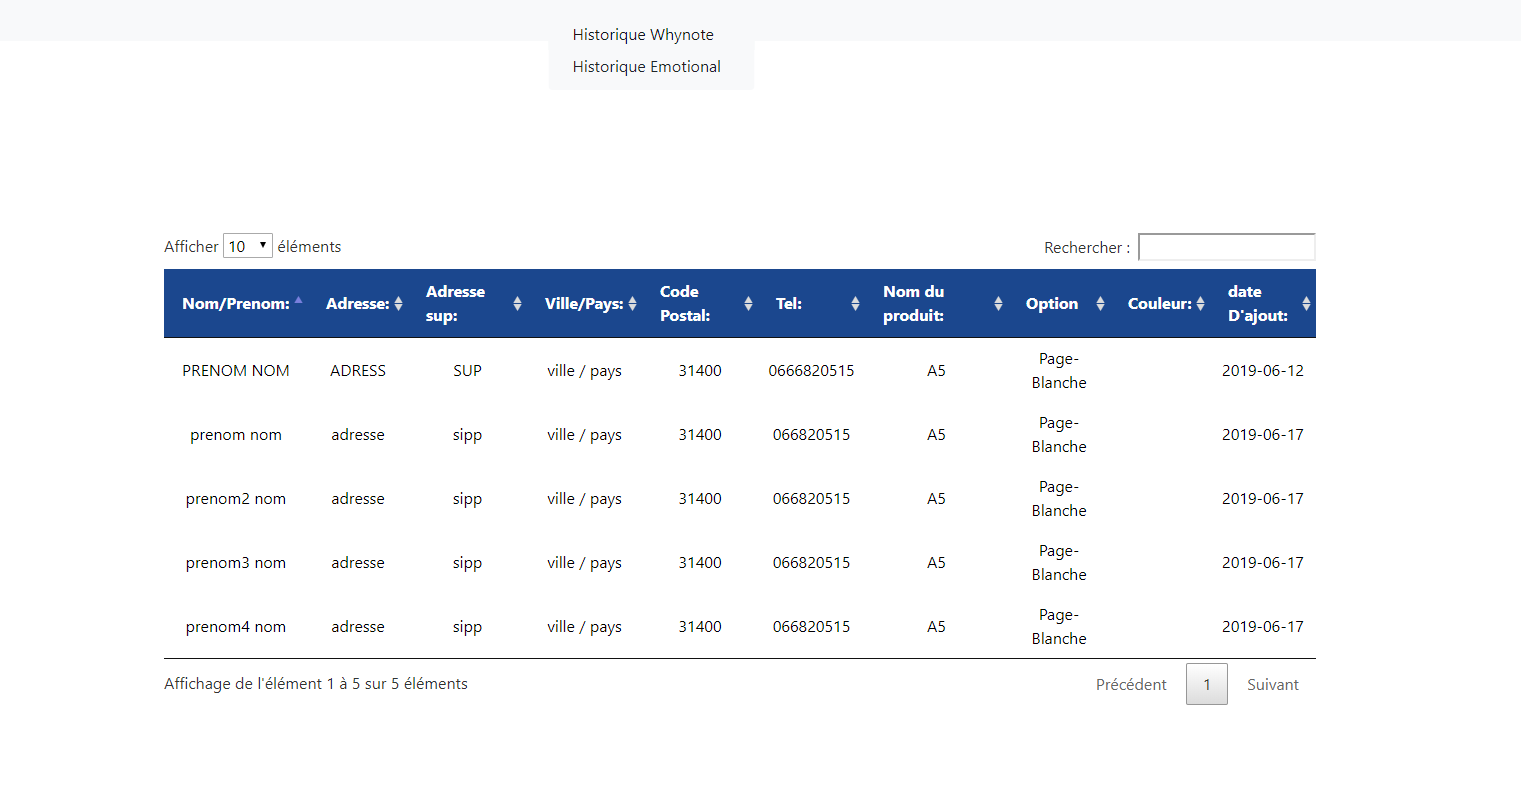 Historique Whynote
Historique Emotional
Afficher 10 éléments
Rechercher :
Nom/Prenom: Adresse: Adresse sup: Ville/Pays: Code Postal: Tel: Nom du produit: Option Couleur: date D'ajout:
PRENOM NOM ADRESS SUP ville / pays 31400 0666820515 A5 Page-Blanche 2019-06-12
prenom nom adresse sipp ville / pays 31400 066820515 A5 Page-Blanche 2019-06-17
prenom2 nom adresse sipp ville / pays 31400 066820515 A5 Page-Blanche 2019-06-17
prenom3 nom adresse sipp ville / pays 31400 066820515 A5 Page-Blanche 2019-06-17
prenom4 nom adresse sipp ville / pays 31400 066820515 A5 Page-Blanche 2019-06-17
Affichage de l'élément 1 à 5 sur 5 éléments
Précédent 1 Suivant